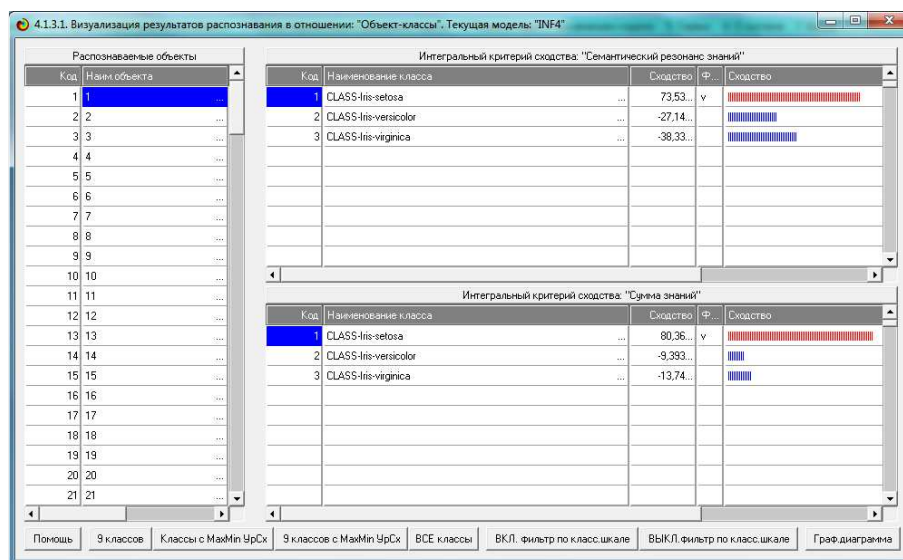 4.1.3.1. Визуализация результатов распознавания в отношении: "Объект-классы". Текущая модель: "INF4"
Распознаваемые объекты
Код Наим.объекта
1 1 ...
2 2 ...
3 3 ...
4 4 ...
5 5 ...
6 6 ...
7 7 ...
8 8 ...
9 9 ...
10 10 ...
11 11 ...
12 12 ...
13 13 ...
14 14 ...
15 15 ...
16 16 ...
17 17 ...
18 18 ...
19 19 ...
20 20 ...
21 21 ...
Интегральный критерий сходства: "Семантический резонанс знаний"
Код Наименование класса Сходство Ф... Сходство
1 CLASS-Iris-setosa ... 73,53... v
2 CLASS-Iris-versicolor ... -27,14...
3 CLASS-Iris-virginica ... -38,33...
Интегральный критерий сходства: "Сумма знаний"
Код Наименование класса Сходство Ф... Сходство
1 CLASS-Iris-setosa ... 80,36... v
2 CLASS-Iris-versicolor ... -9,393...
3 CLASS-Iris-virginica ... -13,74...
Помощь 9 классов Классы с MaxMin УрСх 9 классов с MaxMin УрСх ВСЕ классы ВКЛ. фильтр по класс.шкале ВЫКЛ.фильтр по класс.шкале Граф.диаграмма